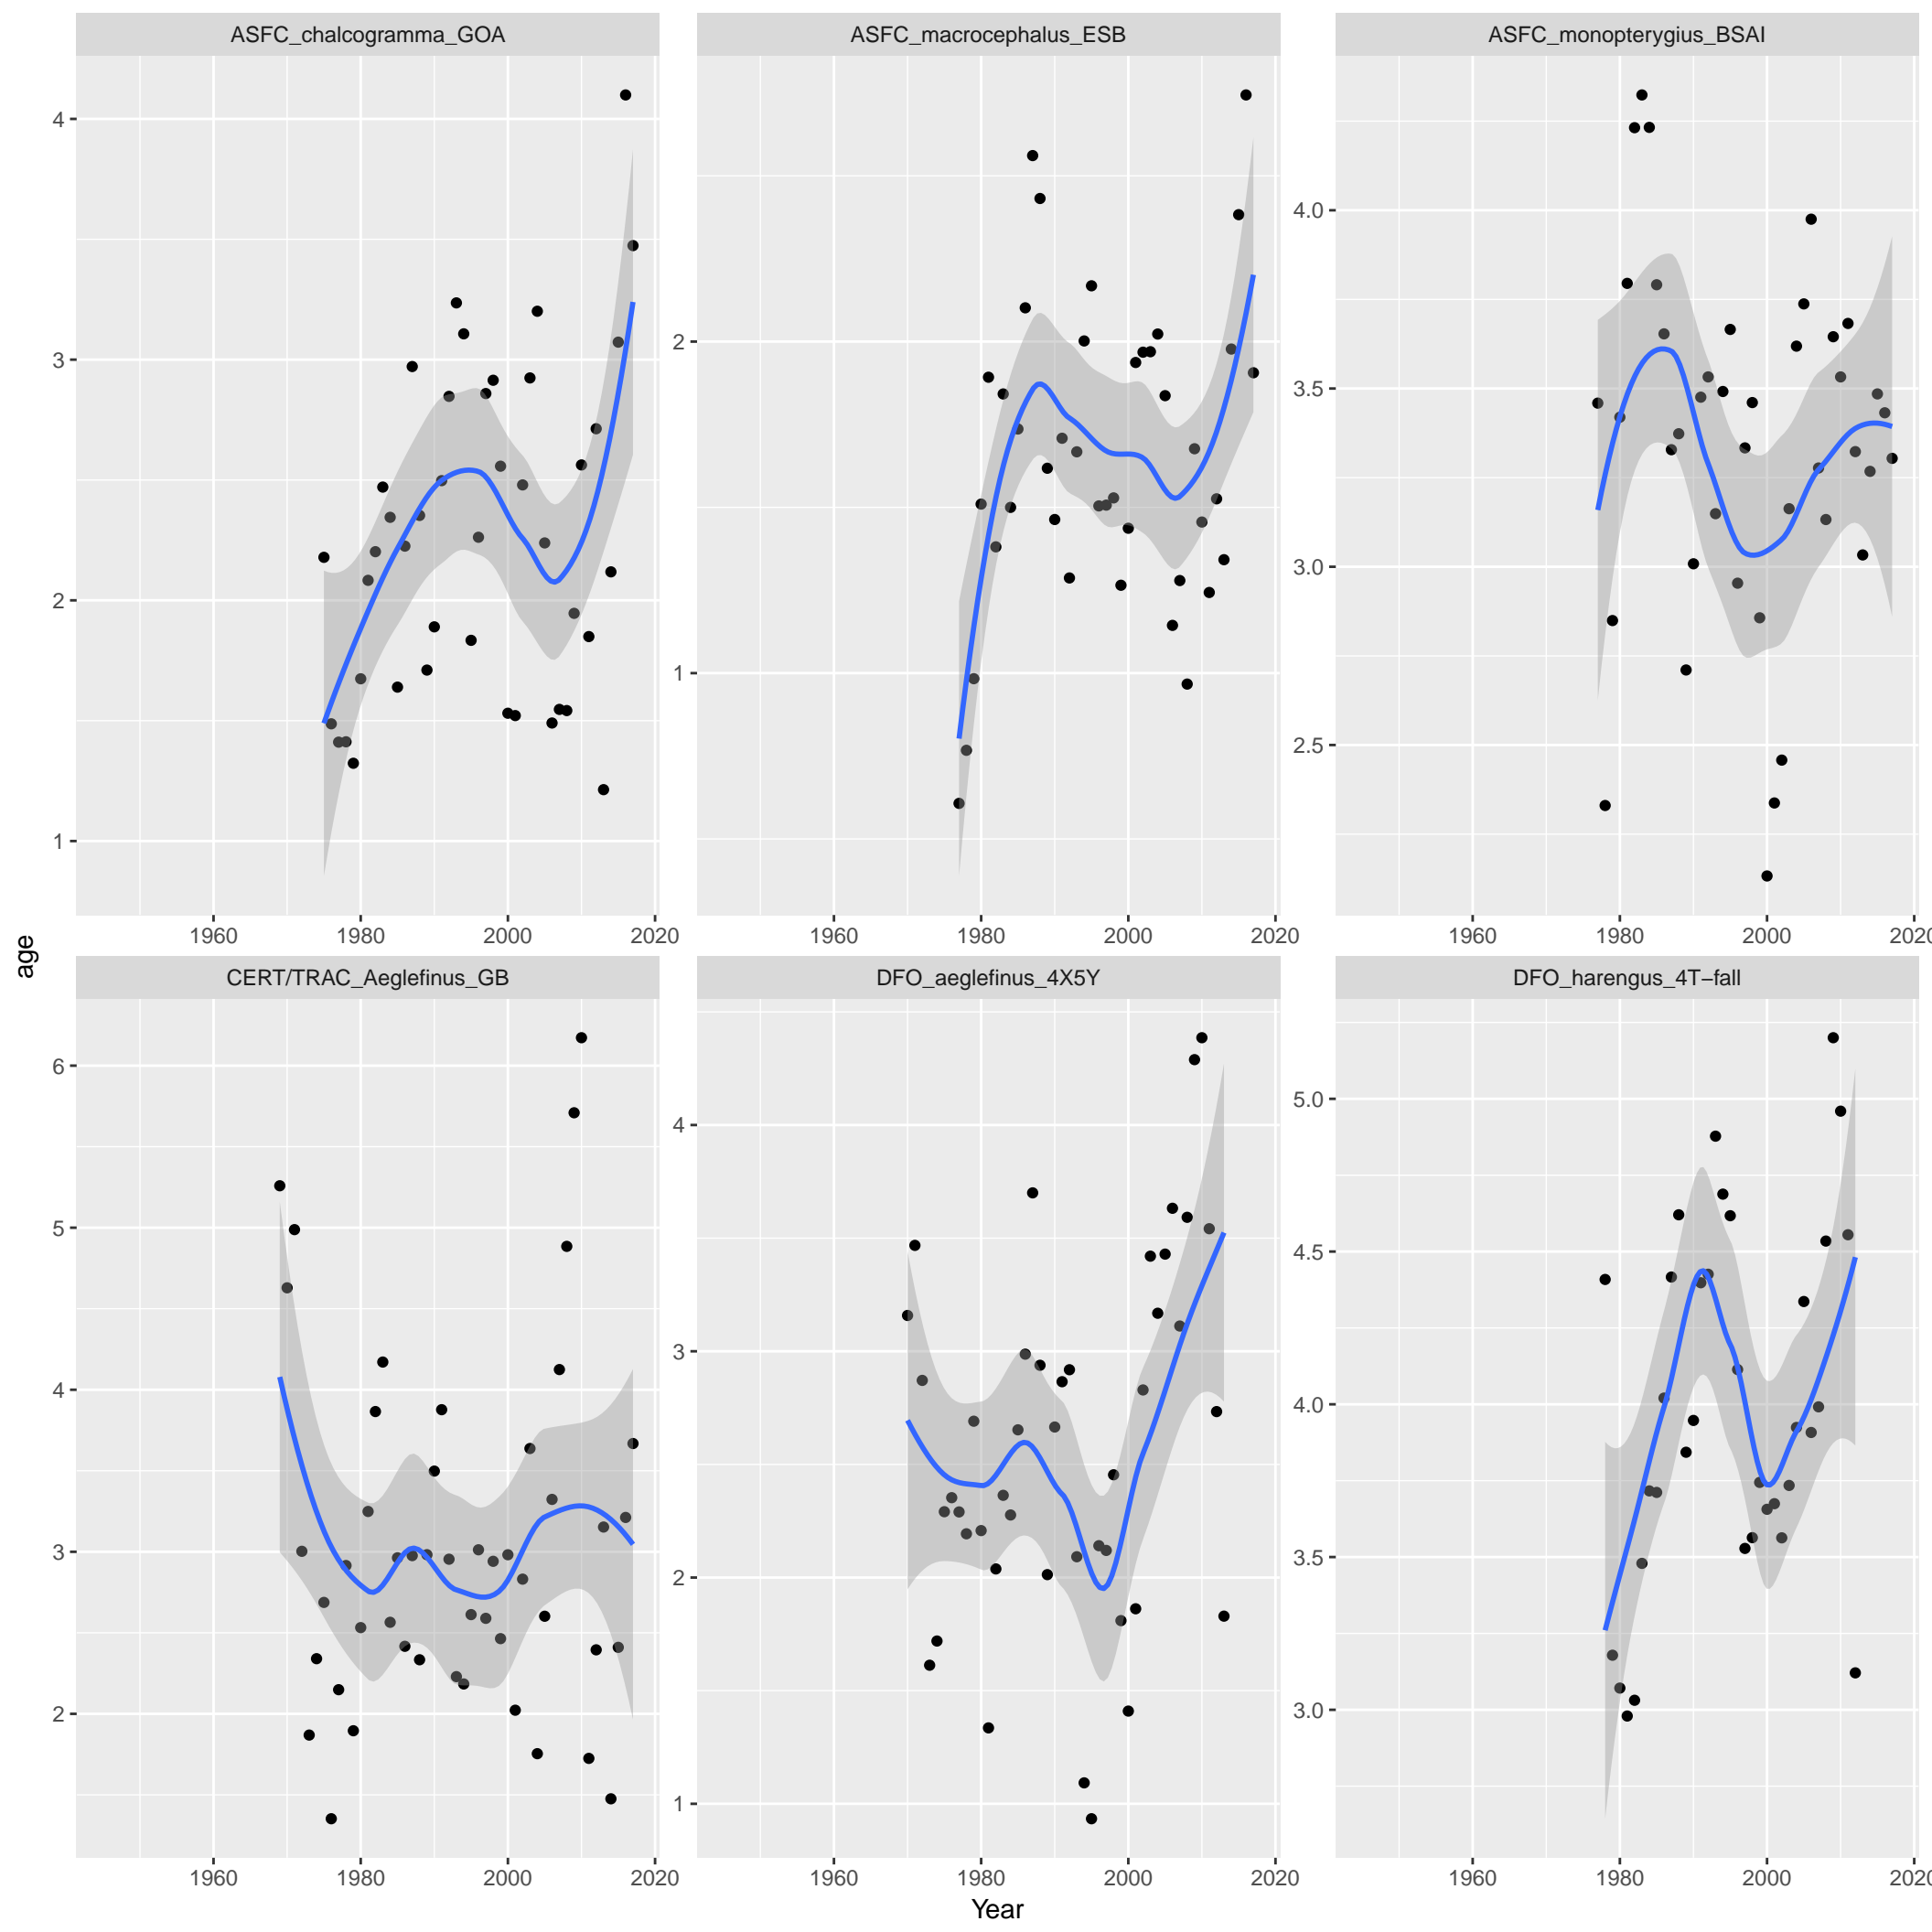 ASFC_chalcogramma_GOA
ASFC_macrocephalus_ESB
ASFC_monopterygius_BSAI
4
3
2
1
2
1
4.0
3.5
3.0
2.5
1960 1980 2000 2020
1960 1980 2000 2020
1960 1980 2000 2020
age
CERT/TRAC_Aeglefinus_GB
DFO_aeglefinus_4X5Y
DFO_harengus_4T−fall
6
5
4
3
2
4
3
2
1
5.0
4.5
4.0
3.5
3.0
1960 1980 2000 2020
1960 1980 2000 2020
1960 1980 2000 2020
Year